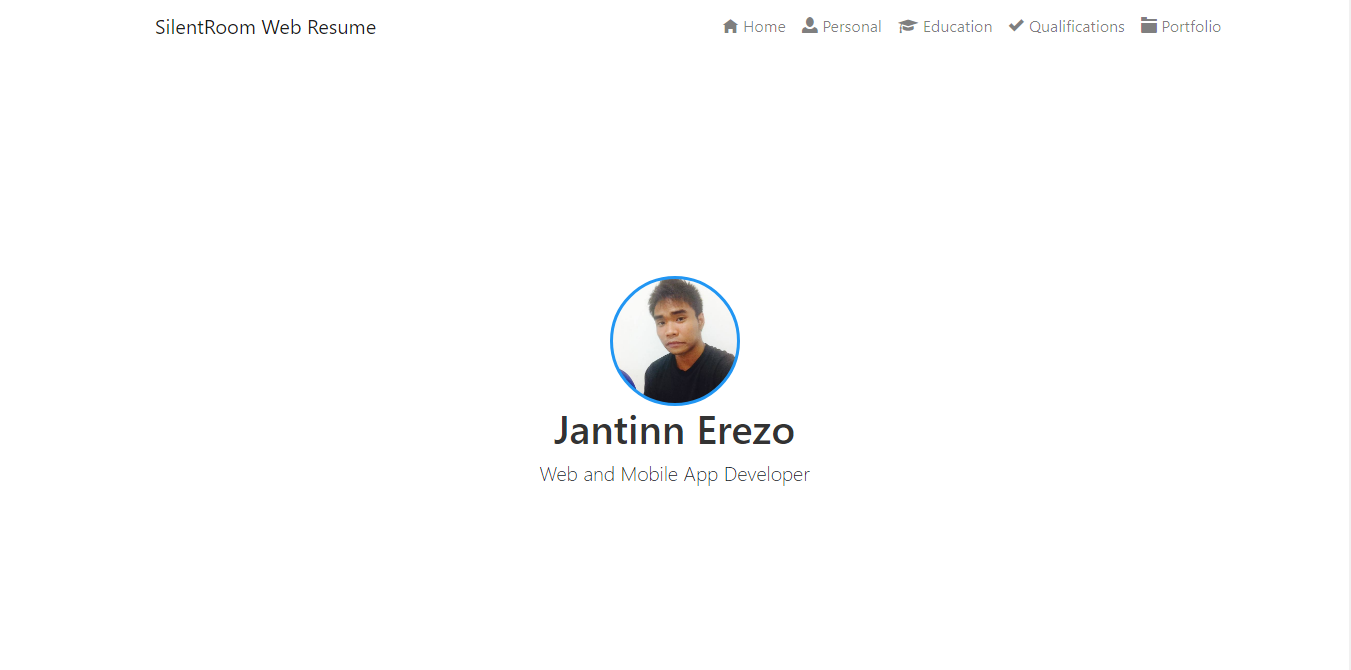 SilentRoom Web Resume
Home Personal Education Qualifications Portfolio
Jantinn Erezo
Web and Mobile App Developer